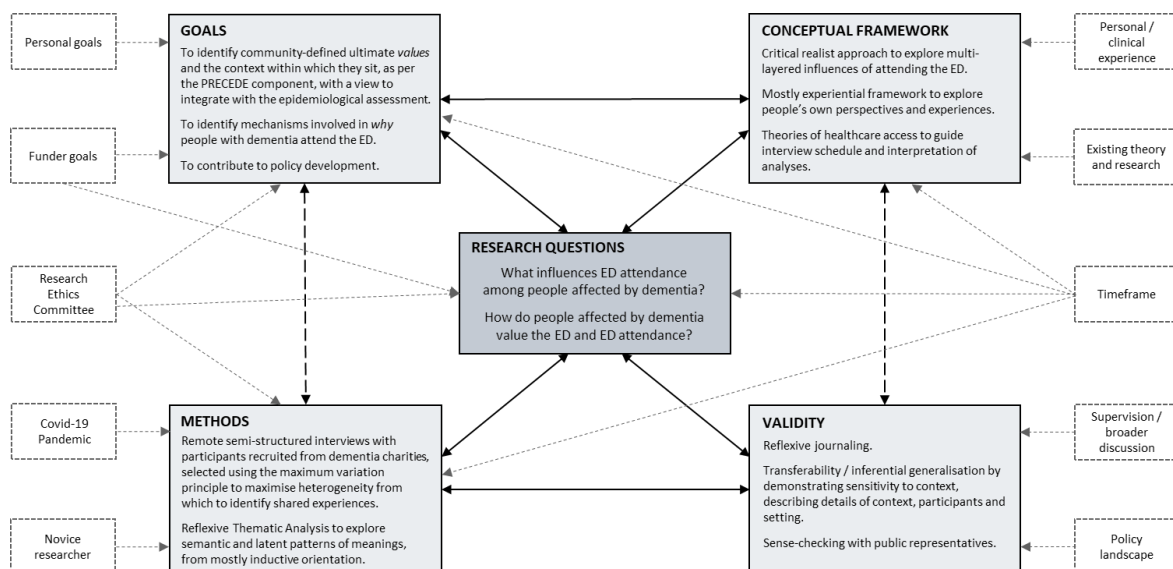 Personal goals
Funder goals
Research
Ethics
Committee
Covid-19
Pandemic
Novice
researcher
GOALS
To identify community-defined ultimate values
and the context within which they sit, as per
the PRECEDE component, with a view to
integrate with the epidemiological assessment.
To identify mechanisms involved in why
people with dementia attend the ED.
To contribute to policy development.
CONCEPTUAL FRAMEWORK
Critical realist approach to explore multi-
layered influences of attending the ED.
Mostly experiential framework to explore
people's own perspectives and experiences.
Theories of healthcare access to guide
interview schedule and interpretation of
analyses.
RESEARCH QUESTIONS
What influences ED attendance
among people affected by dementia?
How do people affected by dementia
value the ED and ED attendance?
METHODS
Remote semi-structured interviews with
participants recruited from dementia charities,
selected using the maximum variation
principle to maximise heterogeneity from
which to identify shared experiences.
Reflexive Thematic Analysis to explore
semantic and latent patterns of meanings,
from mostly inductive orientation.
VALIDITY
Reflexive journaling.
Transferability / inferential generalisation by
demonstrating sensitivity to context,
describing details of context, participants and
setting.
Sense-checking with public representatives.
Personal /
clinical
experience
Existing theory
and research
Timeframe
Supervision /
broader
discussion
Policy
landscape